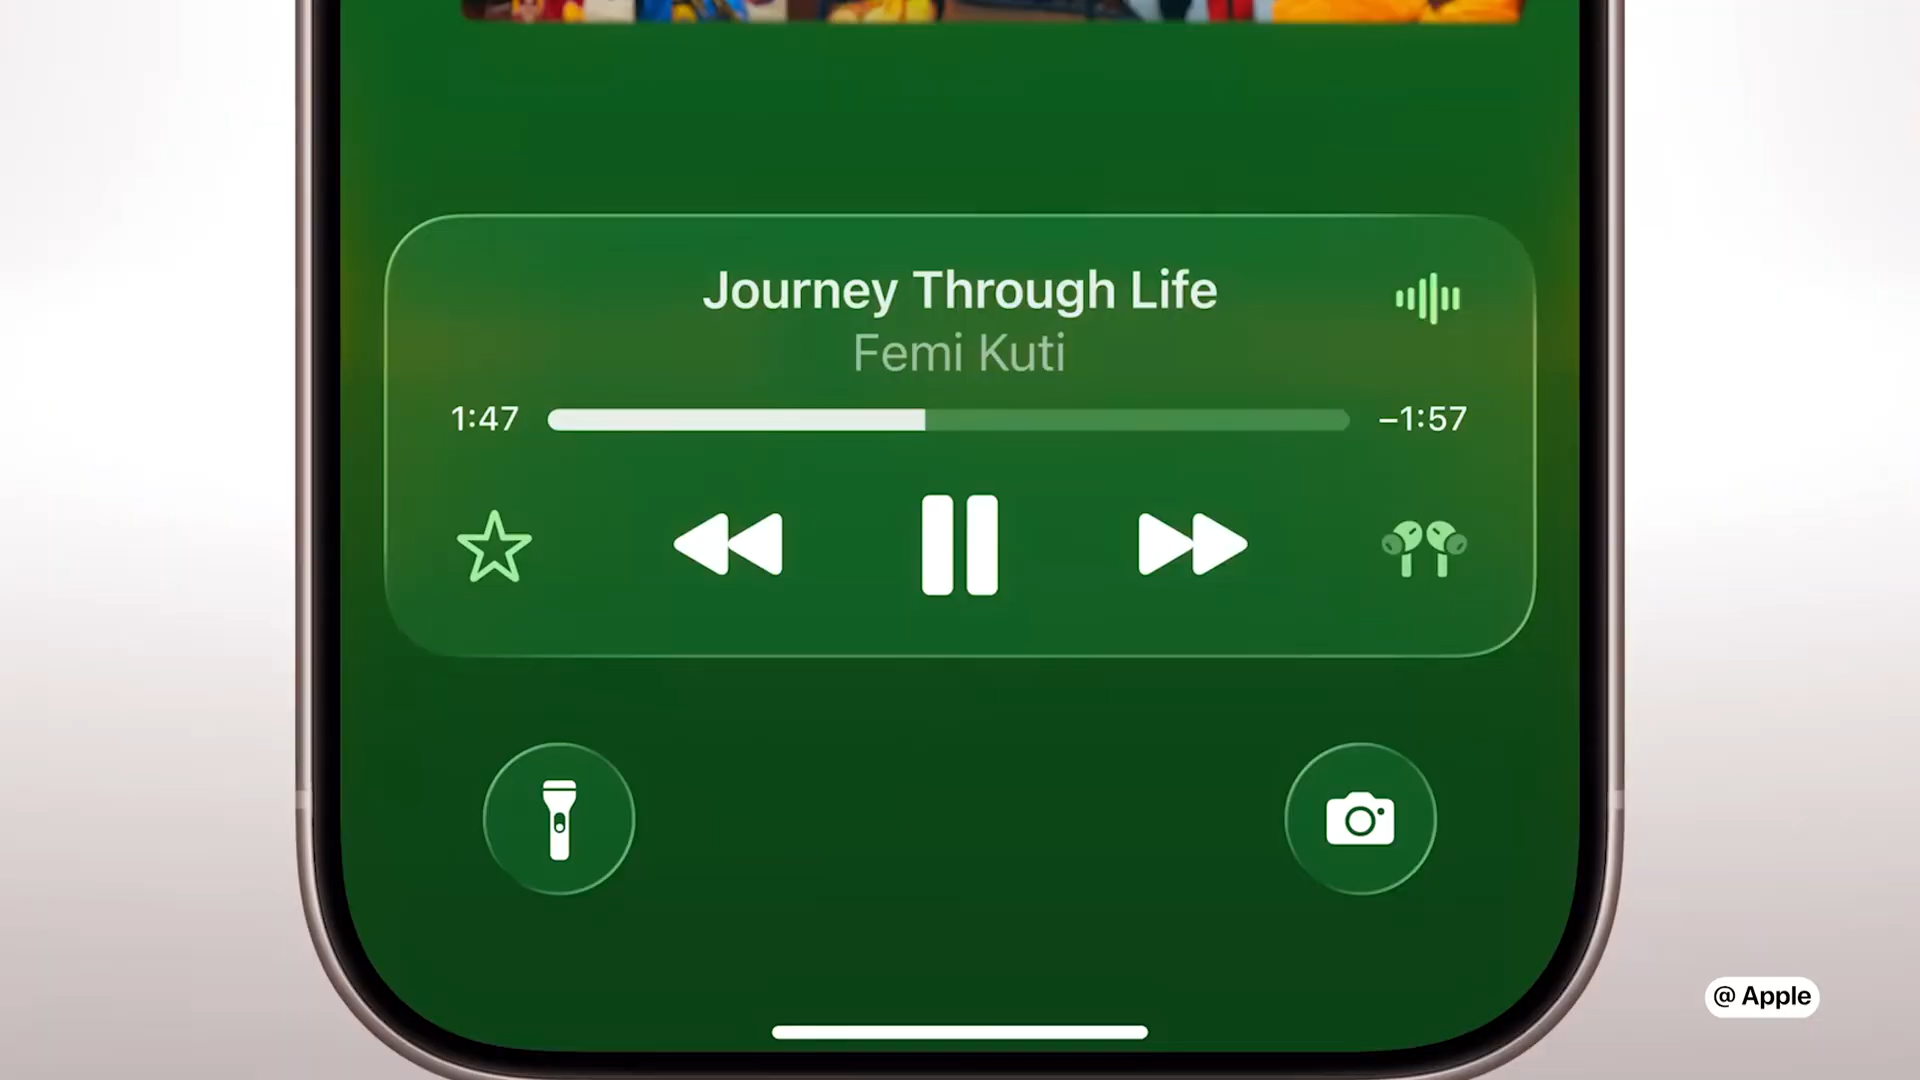 Journey Through Life
Femi Kuti
1:47
–1:57
@ Apple